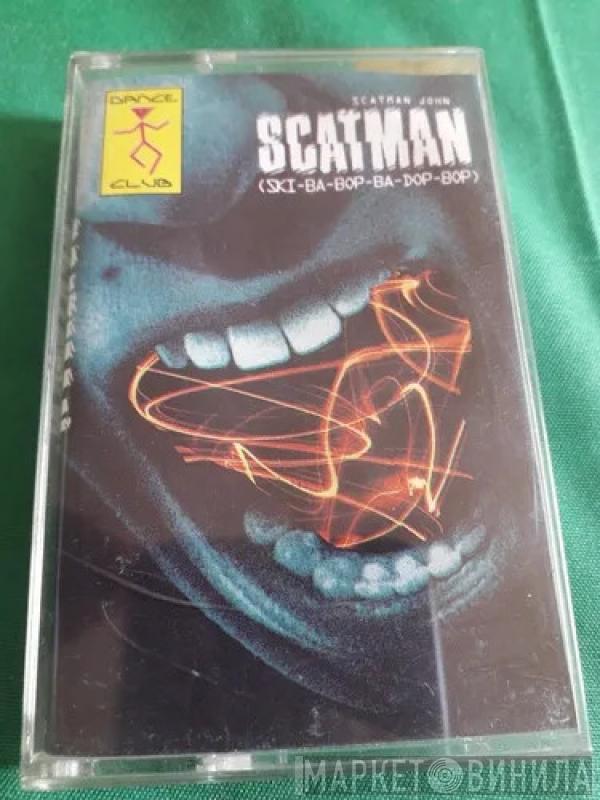 DANCE
CLUB
SCATMAN JOHN
SCATMAN
(SKI-BA-BOP-BA-DOP-BOP)
МАРКЕТ ВИНИЛА